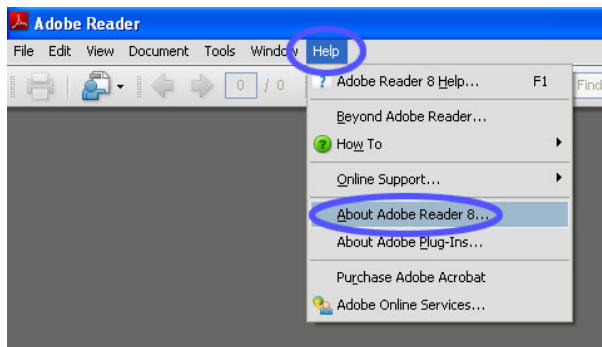 Adobe Reader
File Edit View Document Tools Window Help
0 / 0 Find
Adobe Reader 8 Help... F1
Beyond Adobe Reader...
How To
Online Support...
About Adobe Reader 8...
About Adobe Plug-Ins...
Purchase Adobe Acrobat
Adobe Online Services...